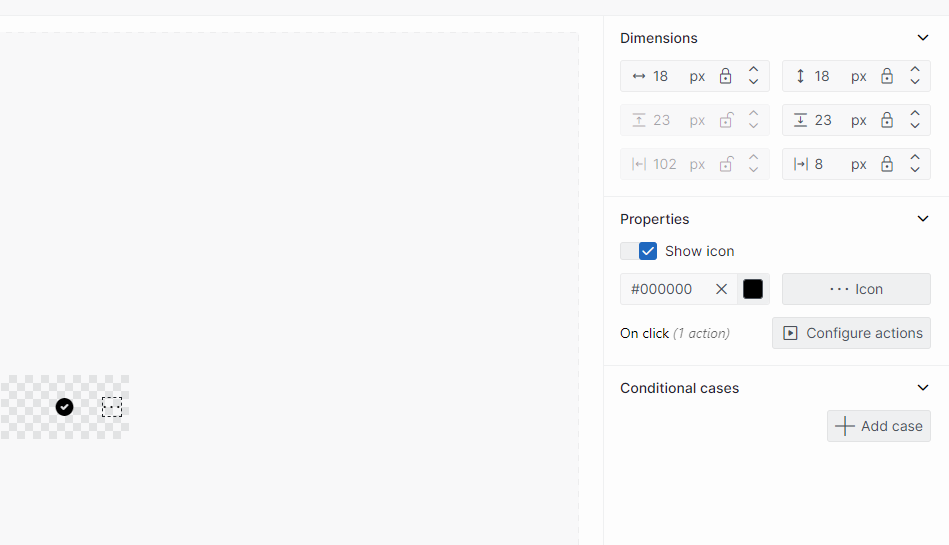 Dimensions
18 px 18 px
23 px 23 px
102 px 8 px
Properties
Show icon
#000000 ··· Icon
On click (1 action) Configure actions
Conditional cases
Add case